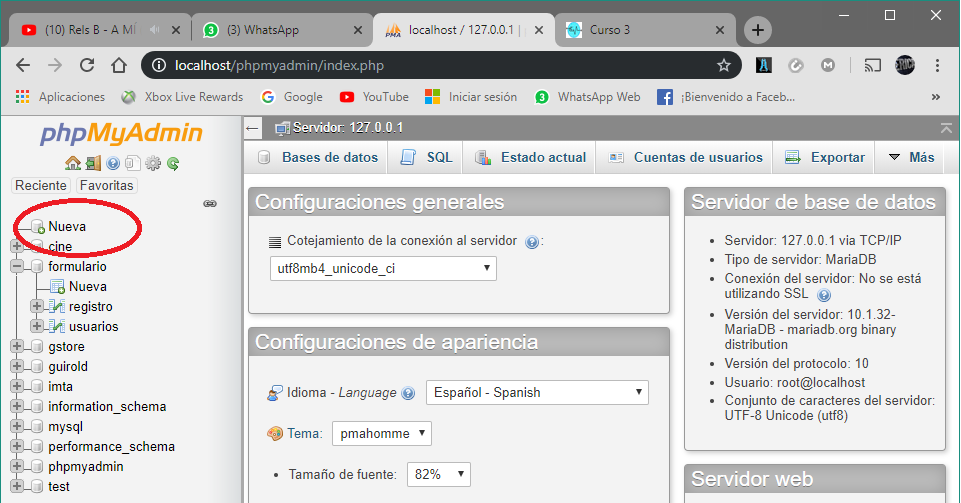 (10) Rels B - A MÍ
(3) WhatsApp
localhost / 127.0.0.1 | p
Curso 3
localhost/phpmyadmin/index.php
Aplicaciones
Xbox Live Rewards
Google
YouTube
Iniciar sesión
WhatsApp Web
¡Bienvenido a Faceb...
»
phpMyAdmin
Reciente
Favoritas
Nueva
cine
formulario
Nueva
registro
usuarios
gstore
guirold
imta
information_schema
mysql
performance_schema
phpmyadmin
test
Servidor: 127.0.0.1
Bases de datos
SQL
Estado actual
Cuentas de usuarios
Exportar
Más
Configuraciones generales
Cotejamiento de la conexión al servidor :
utf8mb4_unicode_ci
Configuraciones de apariencia
Idioma - Language
Español - Spanish
Tema: pmahomme
• Tamaño de fuente: 82%
Servidor de base de datos
• Servidor: 127.0.0.1 via TCP/IP
• Tipo de servidor: MariaDB
• Conexión del servidor: No se está
utilizando SSL
• Versión del servidor: 10.1.32-
MariaDB - mariadb.org binary
distribution
• Versión del protocolo: 10
• Usuario: root@localhost
• Conjunto de caracteres del servidor:
UTF-8 Unicode (utf8)
Servidor web